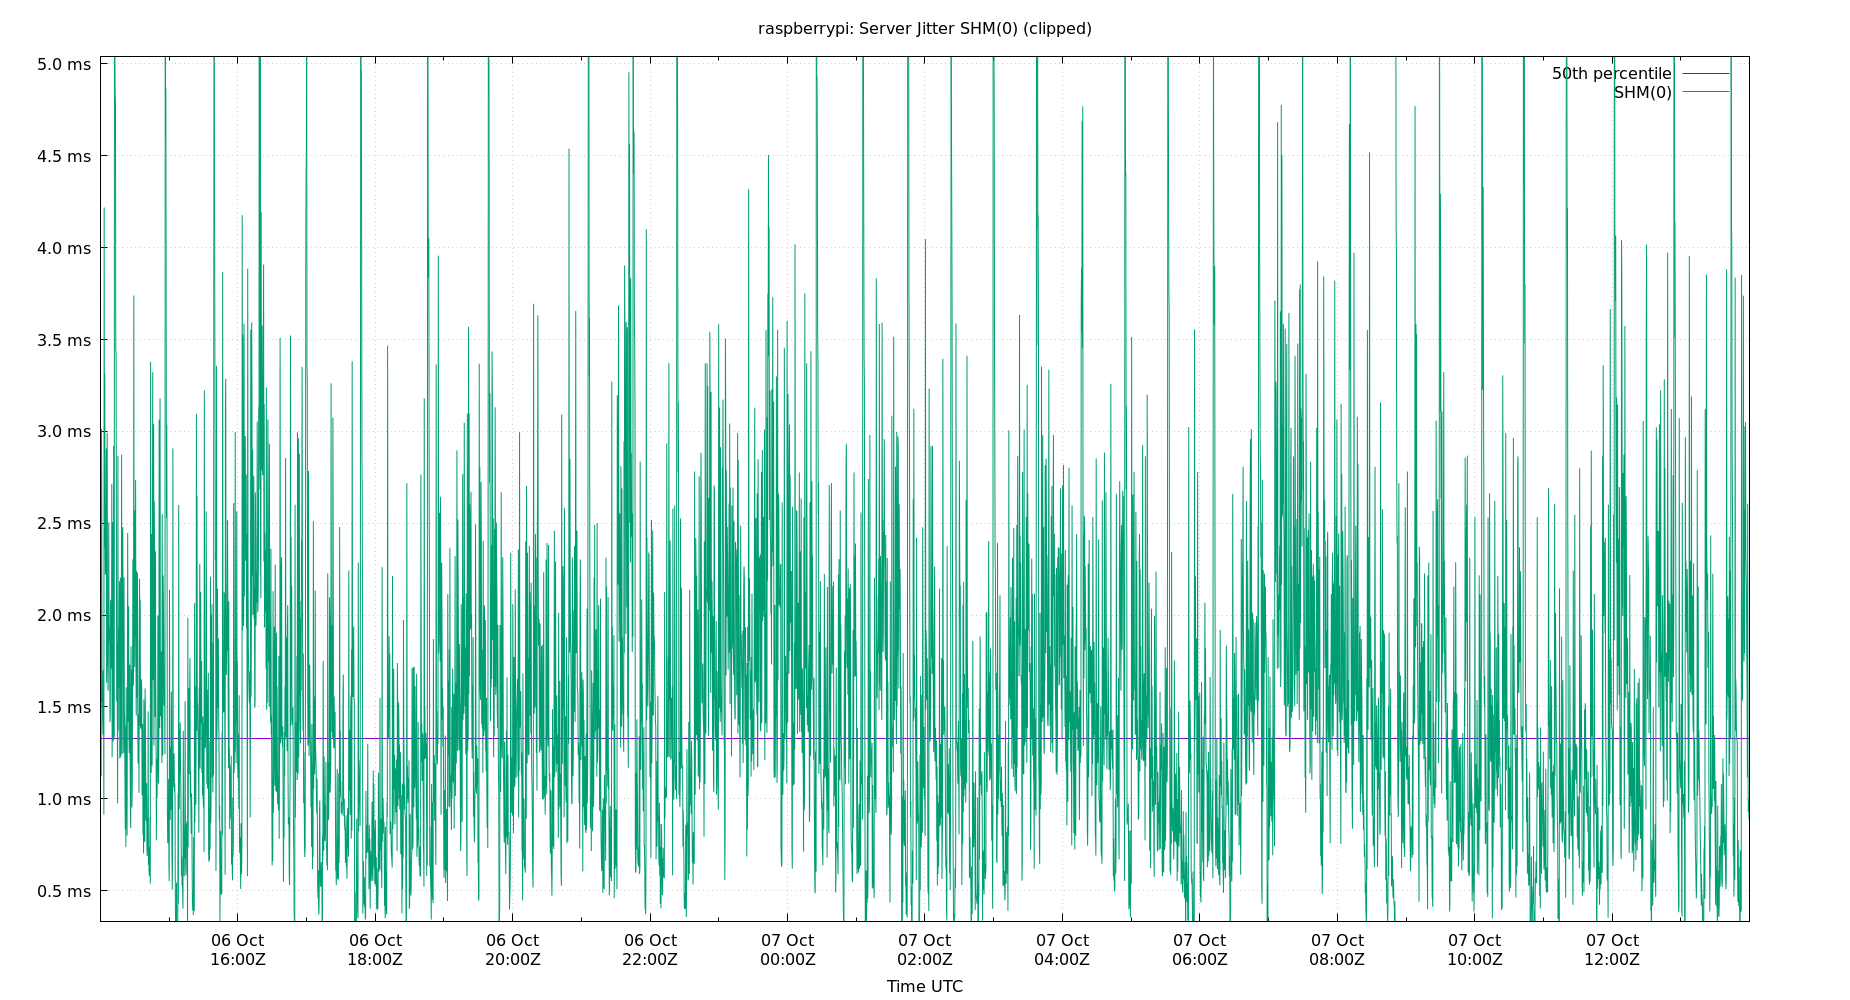 raspberrypi: Server Jitter SHM(0) (clipped)
50th percentile
SHM(0)
5.0 ms
4.5 ms
4.0 ms
3.5 ms
3.0 ms
2.5 ms
2.0 ms
1.5 ms
1.0 ms
0.5 ms
06 Oct 06 Oct 06 Oct 06 Oct 07 Oct 07 Oct 07 Oct 07 Oct 07 Oct 07 Oct 07 Oct
16:00Z 18:00Z 20:00Z 22:00Z 00:00Z 02:00Z 04:00Z 06:00Z 08:00Z 10:00Z 12:00Z
Time UTC